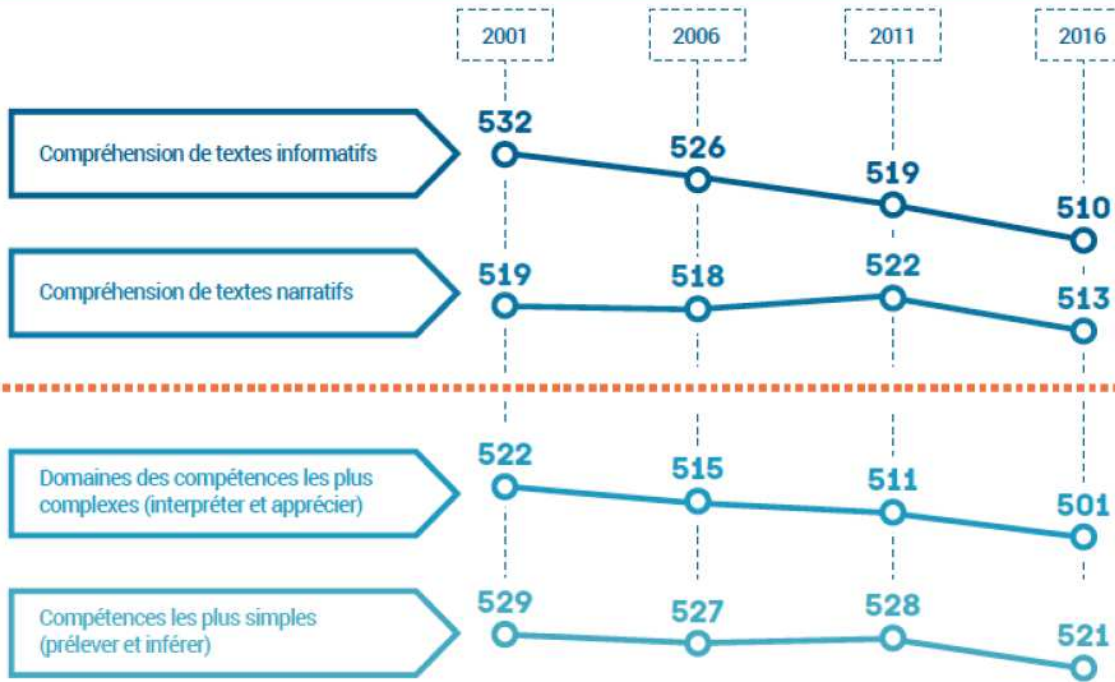 2001 2006 2011 2016
Compréhension de textes informatifs
532 526 519 510
Compréhension de textes narratifs
519 518 522 513
Domaines des compétences les plus
complexes (interpréter et apprécier)
522 515 511 501
Compétences les plus simples
(prélever et inférer)
529 527 528 521